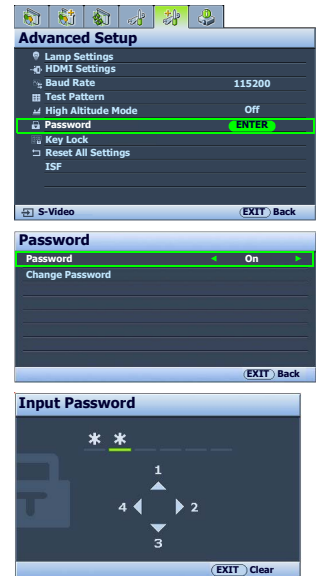 Advanced Setup
Lamp Settings
HDMI Settings
Baud Rate 115200
Test Pattern
High Altitude Mode Off
Password ENTER
Key Lock
Reset All Settings
ISF
S-Video EXIT Back
Password
Password On
Change Password
EXIT Back
Input Password
* *
1
4 2
3
EXIT Clear